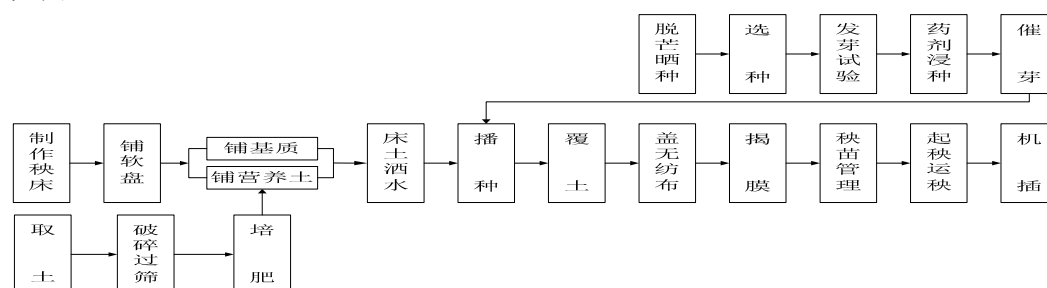 脱芒晒种
选种
发芽试验
药剂浸种
催芽
制作秧床
铺软盘
铺基质
铺营养土
床土洒水
播种
覆土
盖无纺布
揭膜
秧苗管理
起秧运秧
机插
取土
破碎过筛
培肥